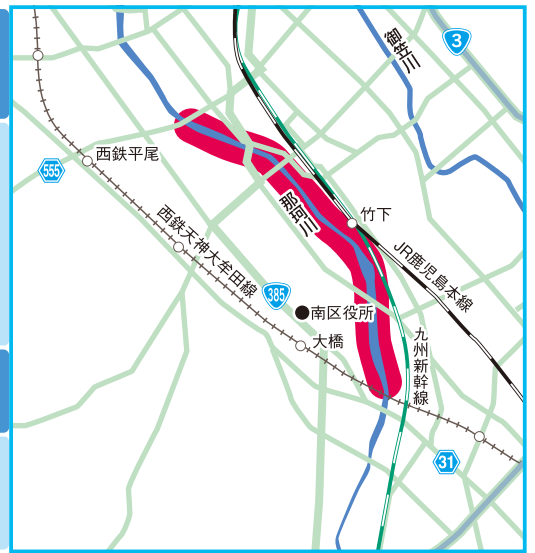 3
御笠川
西鉄平尾
555
那珂川
竹下
西鉄天神大牟田線
JR鹿児島本線
385
南区役所
大橋
九州新幹線
31